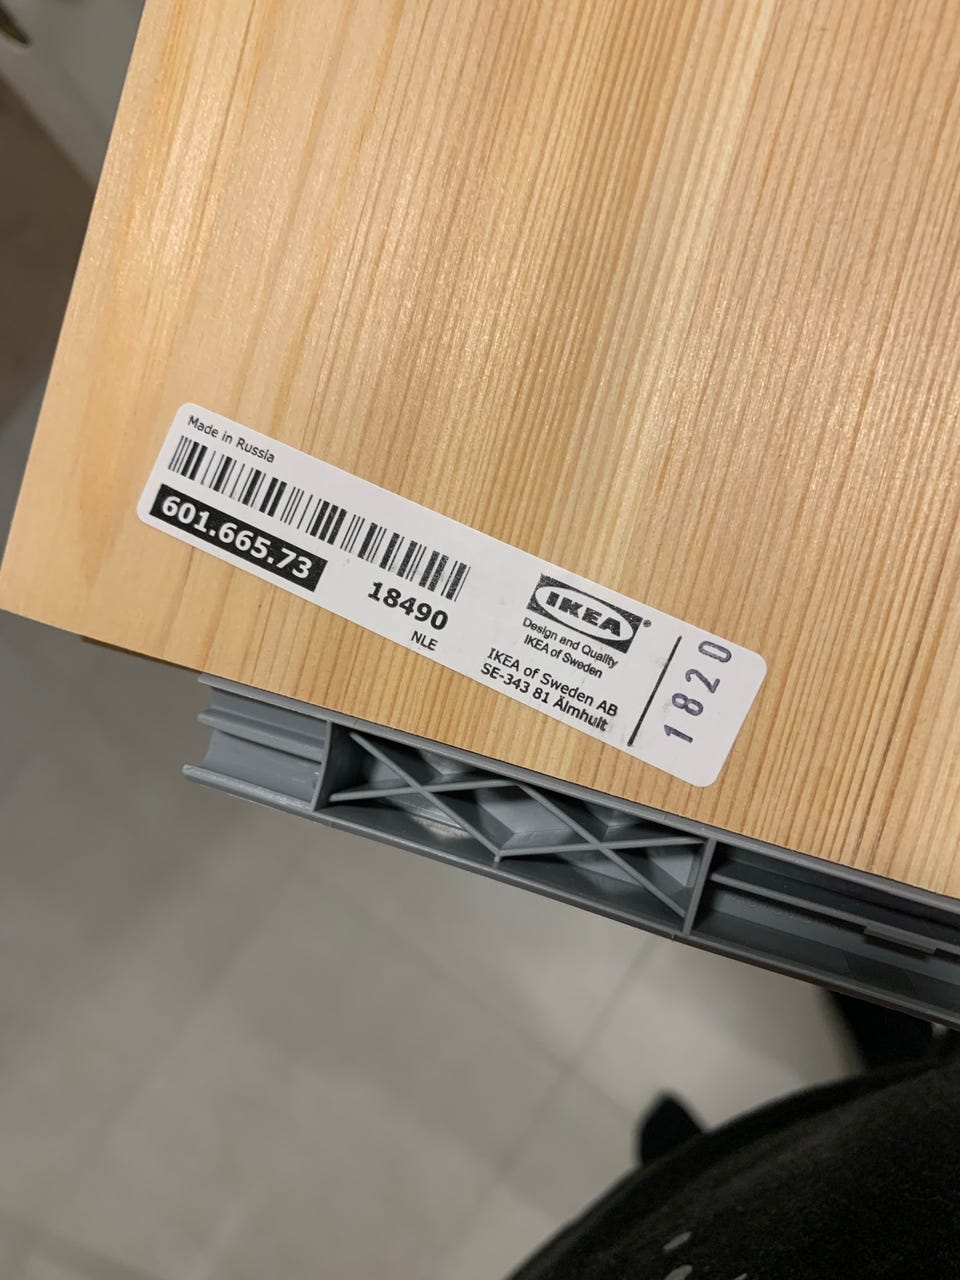 Made in Russia
601.665.73
18490
NLE
IKEA®
Design and Quality
IKEA of Sweden
IKEA of Sweden AB
SE-343 81 Älmhult
1820